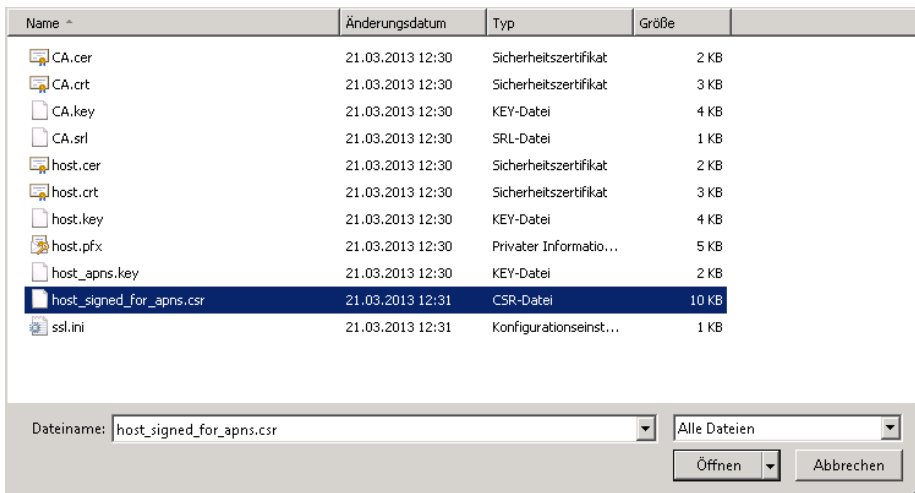 Name Änderungsdatum Typ Größe
CA.cer 21.03.2013 12:30 Sicherheitszertifikat 2 KB
CA.crt 21.03.2013 12:30 Sicherheitszertifikat 3 KB
CA.key 21.03.2013 12:30 KEY-Datei 4 KB
CA.srl 21.03.2013 12:30 SRL-Datei 1 KB
host.cer 21.03.2013 12:30 Sicherheitszertifikat 2 KB
host.crt 21.03.2013 12:30 Sicherheitszertifikat 3 KB
host.key 21.03.2013 12:30 KEY-Datei 4 KB
host.pfx 21.03.2013 12:30 Privater Informatio... 5 KB
host_apns.key 21.03.2013 12:30 KEY-Datei 2 KB
host_signed_for_apns.csr 21.03.2013 12:31 CSR-Datei 10 KB
ssl.ini 21.03.2013 12:31 Konfigurationseinst... 1 KB
Dateiname: host_signed_for_apns.csr Alle Dateien
Öffnen Abbrechen